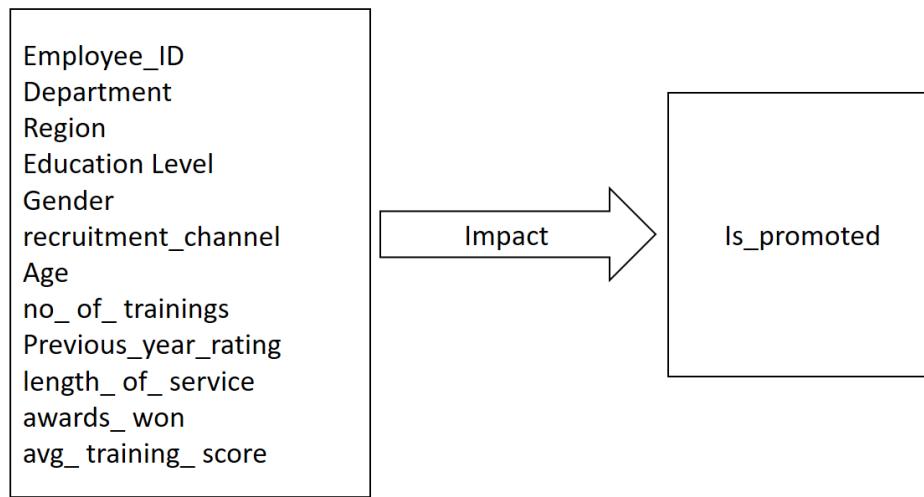 Employee_ID
Department
Region
Education Level
Gender
recruitment_channel
Age
no_ of_ trainings
Previous_year_rating
length_ of_ service
awards_ won
avg_ training_ score
Impact
Is_promoted